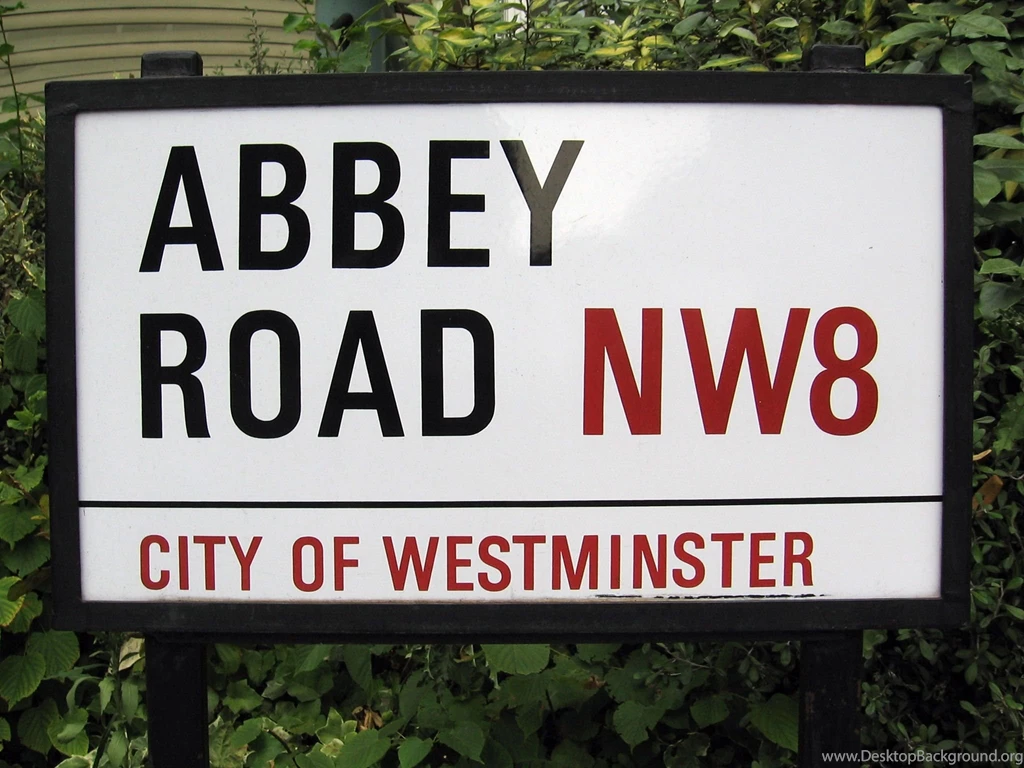 ABBEY
ROAD NW8
CITY OF WESTMINSTER
www.DesktopBackground.org